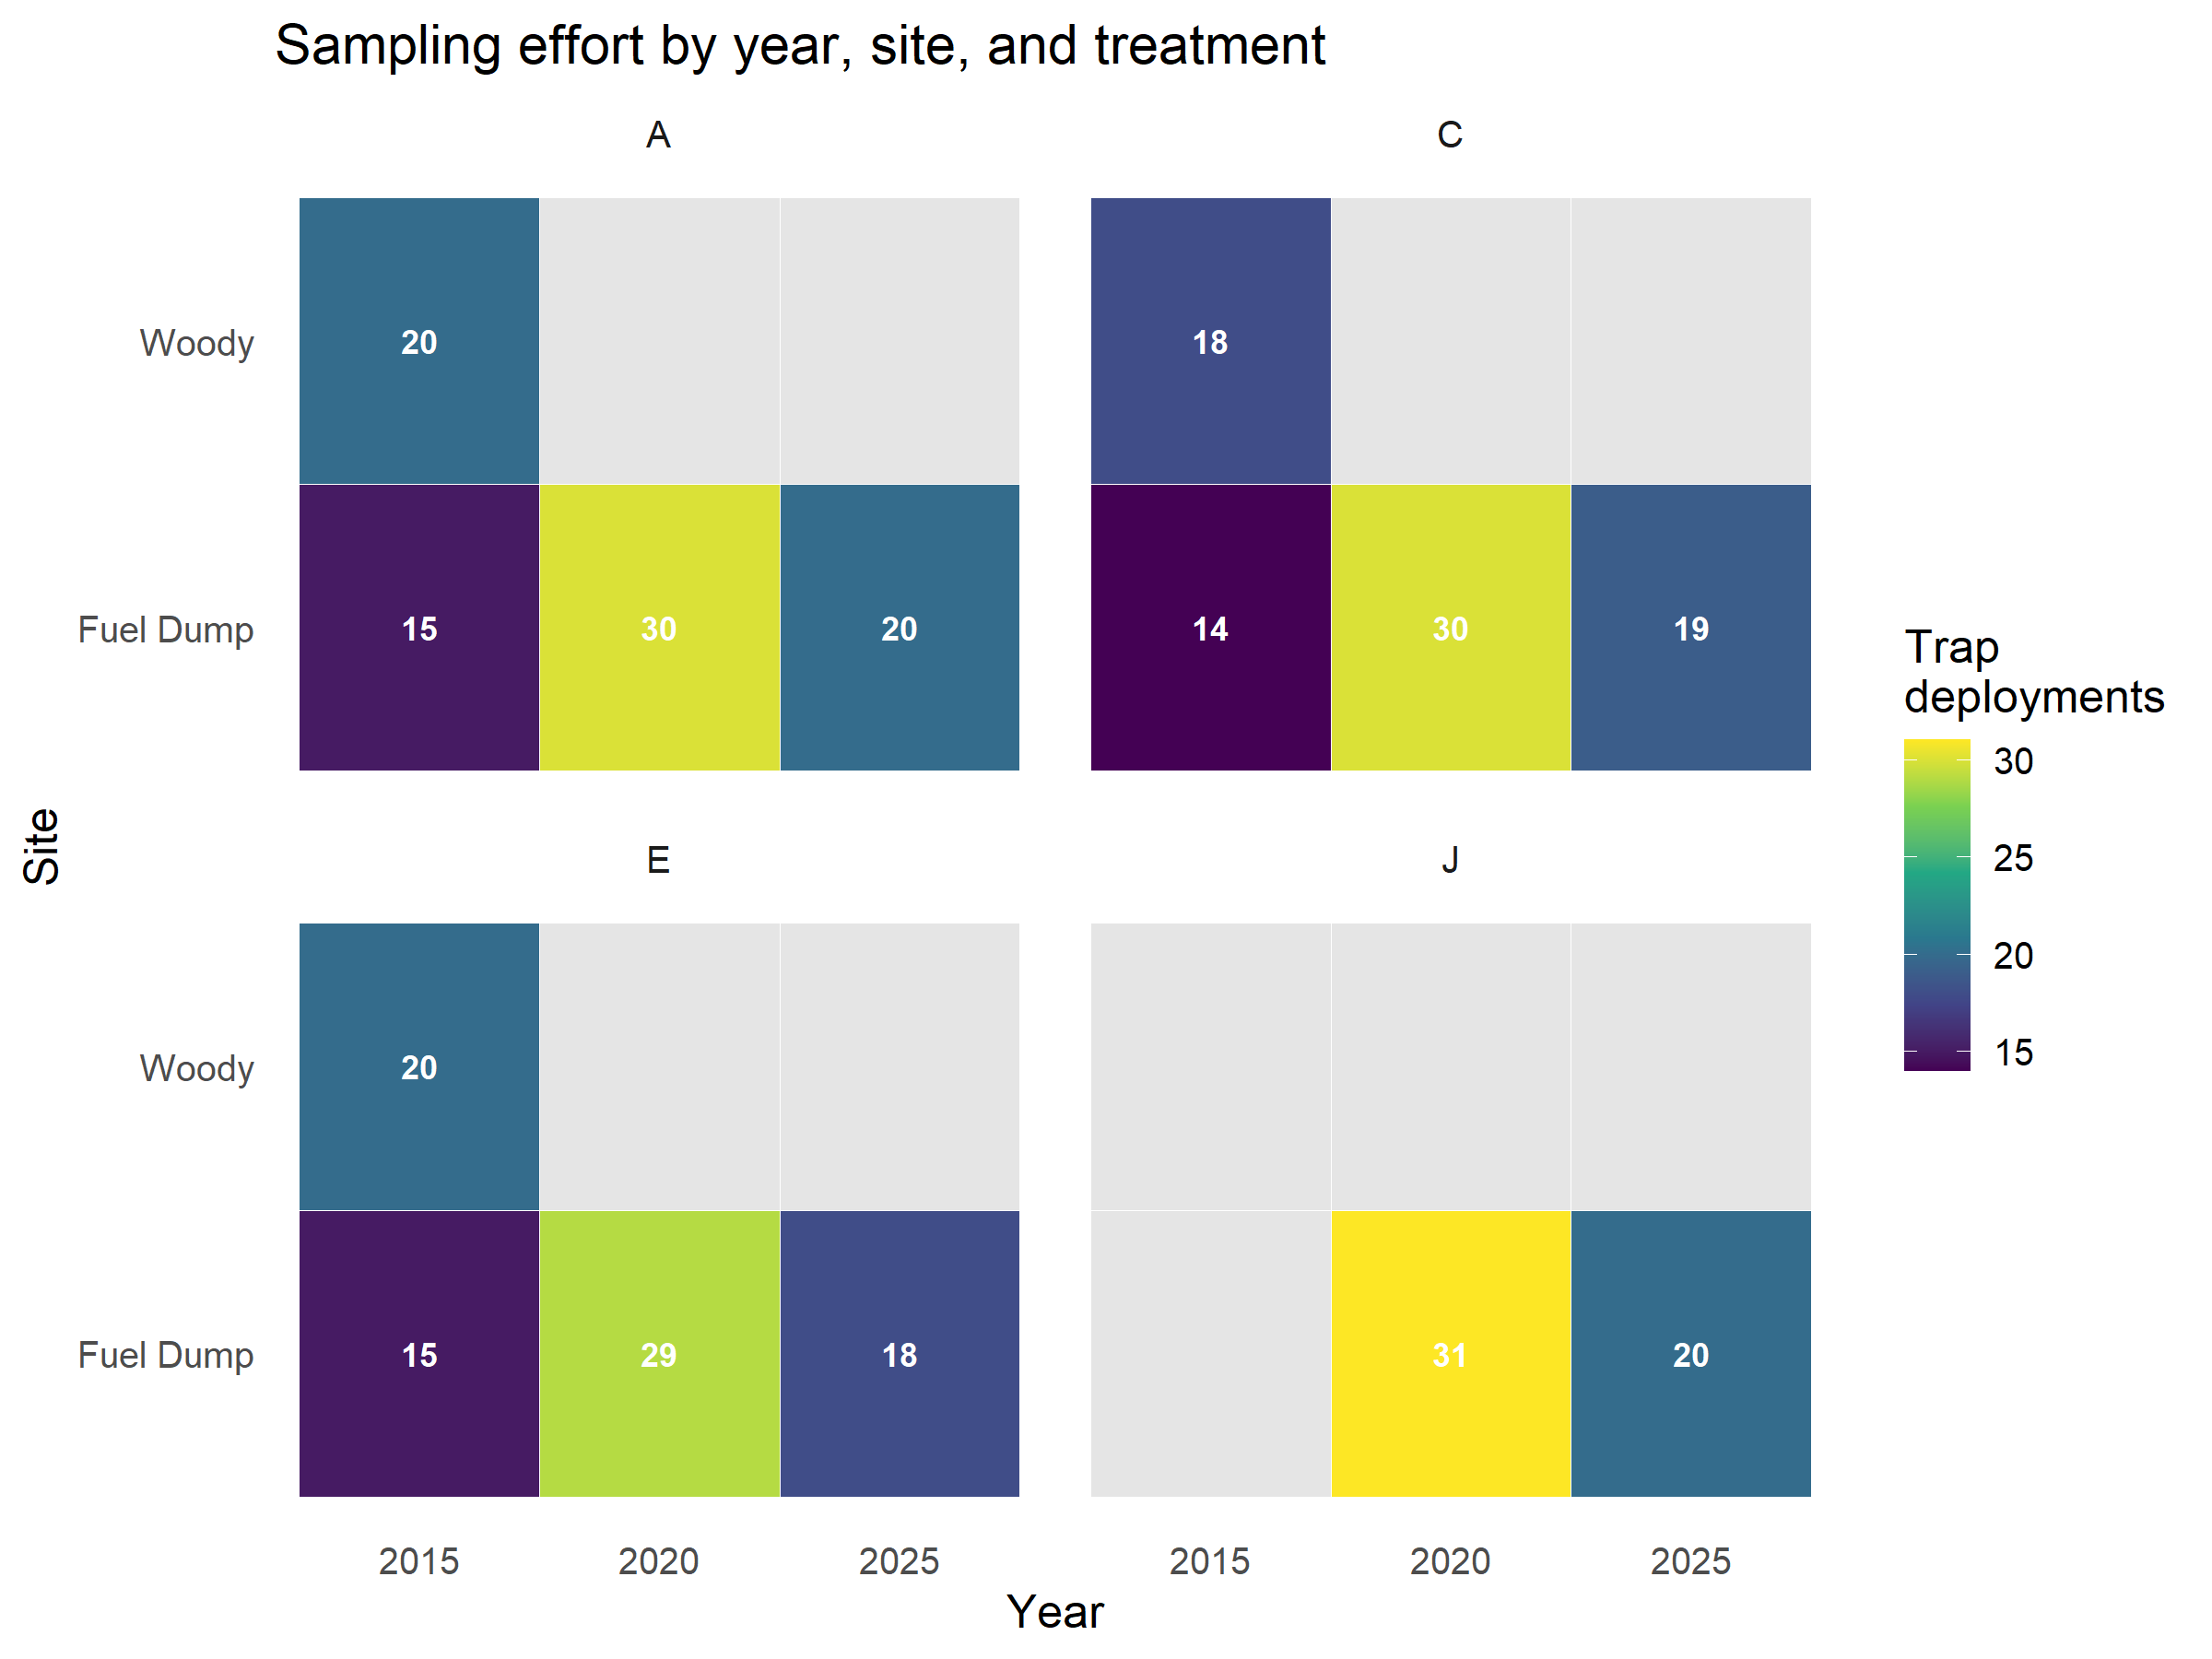 Sampling effort by year, site, and treatment
A
C
Woody
20
18
Fuel Dump
15
30
20
14
30
19
Site
E
J
Woody
20
Fuel Dump
15
29
18
31
20
2015
2020
2025
2015
2020
2025
Year
Trap
deployments
30
25
20
15